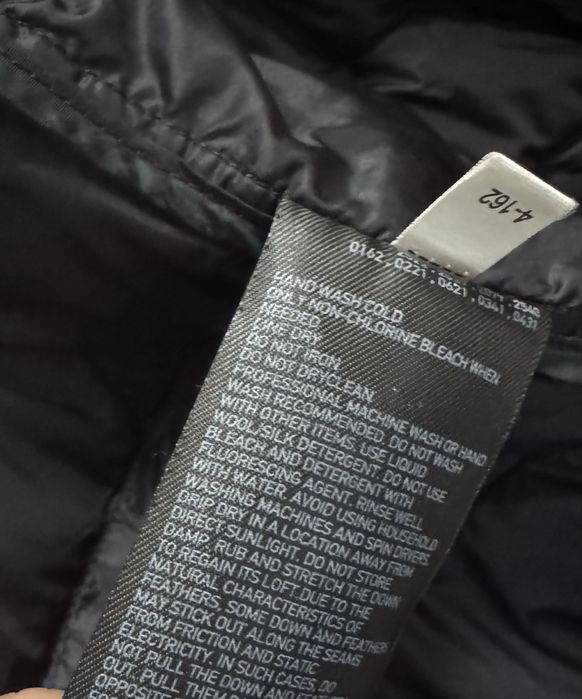 4-162
0162 , 0221 , 0621 , 0341 , 0431
HAND WASH COLD
ONLY NON-CHLORINE BLEACH WHEN
NEEDED
LINE DRY
DO NOT IRON
DO NOT DRYCLEAN
PROFESSIONAL MACHINE WASH OR HAND
WASH RECOMMENDED. DO NOT WASH
WITH OTHER ITEMS. USE LIQUID
WOOL/SILK DETERGENT. DO NOT USE
BLEACH AND DETERGENT WITH
FLUORESCING AGENT. RINSE WELL
WITH WATER. AVOID USING HOUSEHOLD
WASHING MACHINES AND SPIN DRIVERS.
DRIP DRY IN A LOCATION AWAY FROM
DIRECT SUNLIGHT. DO NOT STORE
DAMP. RUB AND STRETCH THE DOWN
TO REGAIN ITS LOFT.DUE TO THE
NATURAL CHARACTERISTICS OF
FEATHERS, SOME DOWN AND FEATHERS
MAY STICK OUT ALONG THE SEAMS
FROM FRICTION AND STATIC
ELECTRICITY. IN SUCH CASES, DO
NOT PULL THE DOWN AND
OUT. PULL THEM
OPPOSITE